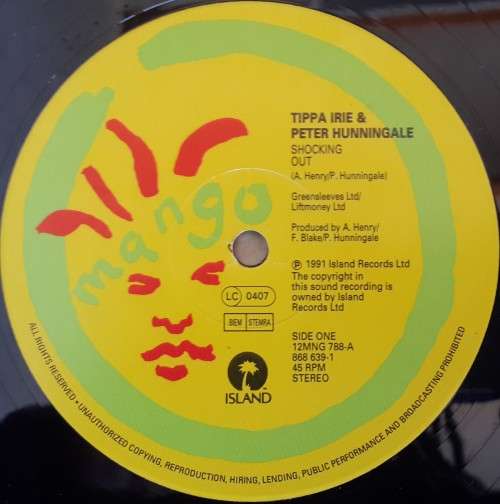 mango
TIPPA IRIE &
PETER HUNNINGALE
SHOCKING
OUT
(A. Henry/P. Hunningale)
Greensleeves Ltd/
Liftmoney Ltd
Produced by A. Henry/
F. Blake/P. Hunningale
℗ 1991 Island Records Ltd
The copyright in
this sound recording is
owned by Island
Records Ltd
LC 0407
BIEM STEMRA
SIDE ONE
12MNG 788-A
868 639-1
45 RPM
STEREO
ISLAND
ALL RIGHTS RESERVED • UNAUTHORIZED COPYING, REPRODUCTION, HIRING, LENDING, PUBLIC PERFORMANCE AND BROADCASTING PROHIBITED